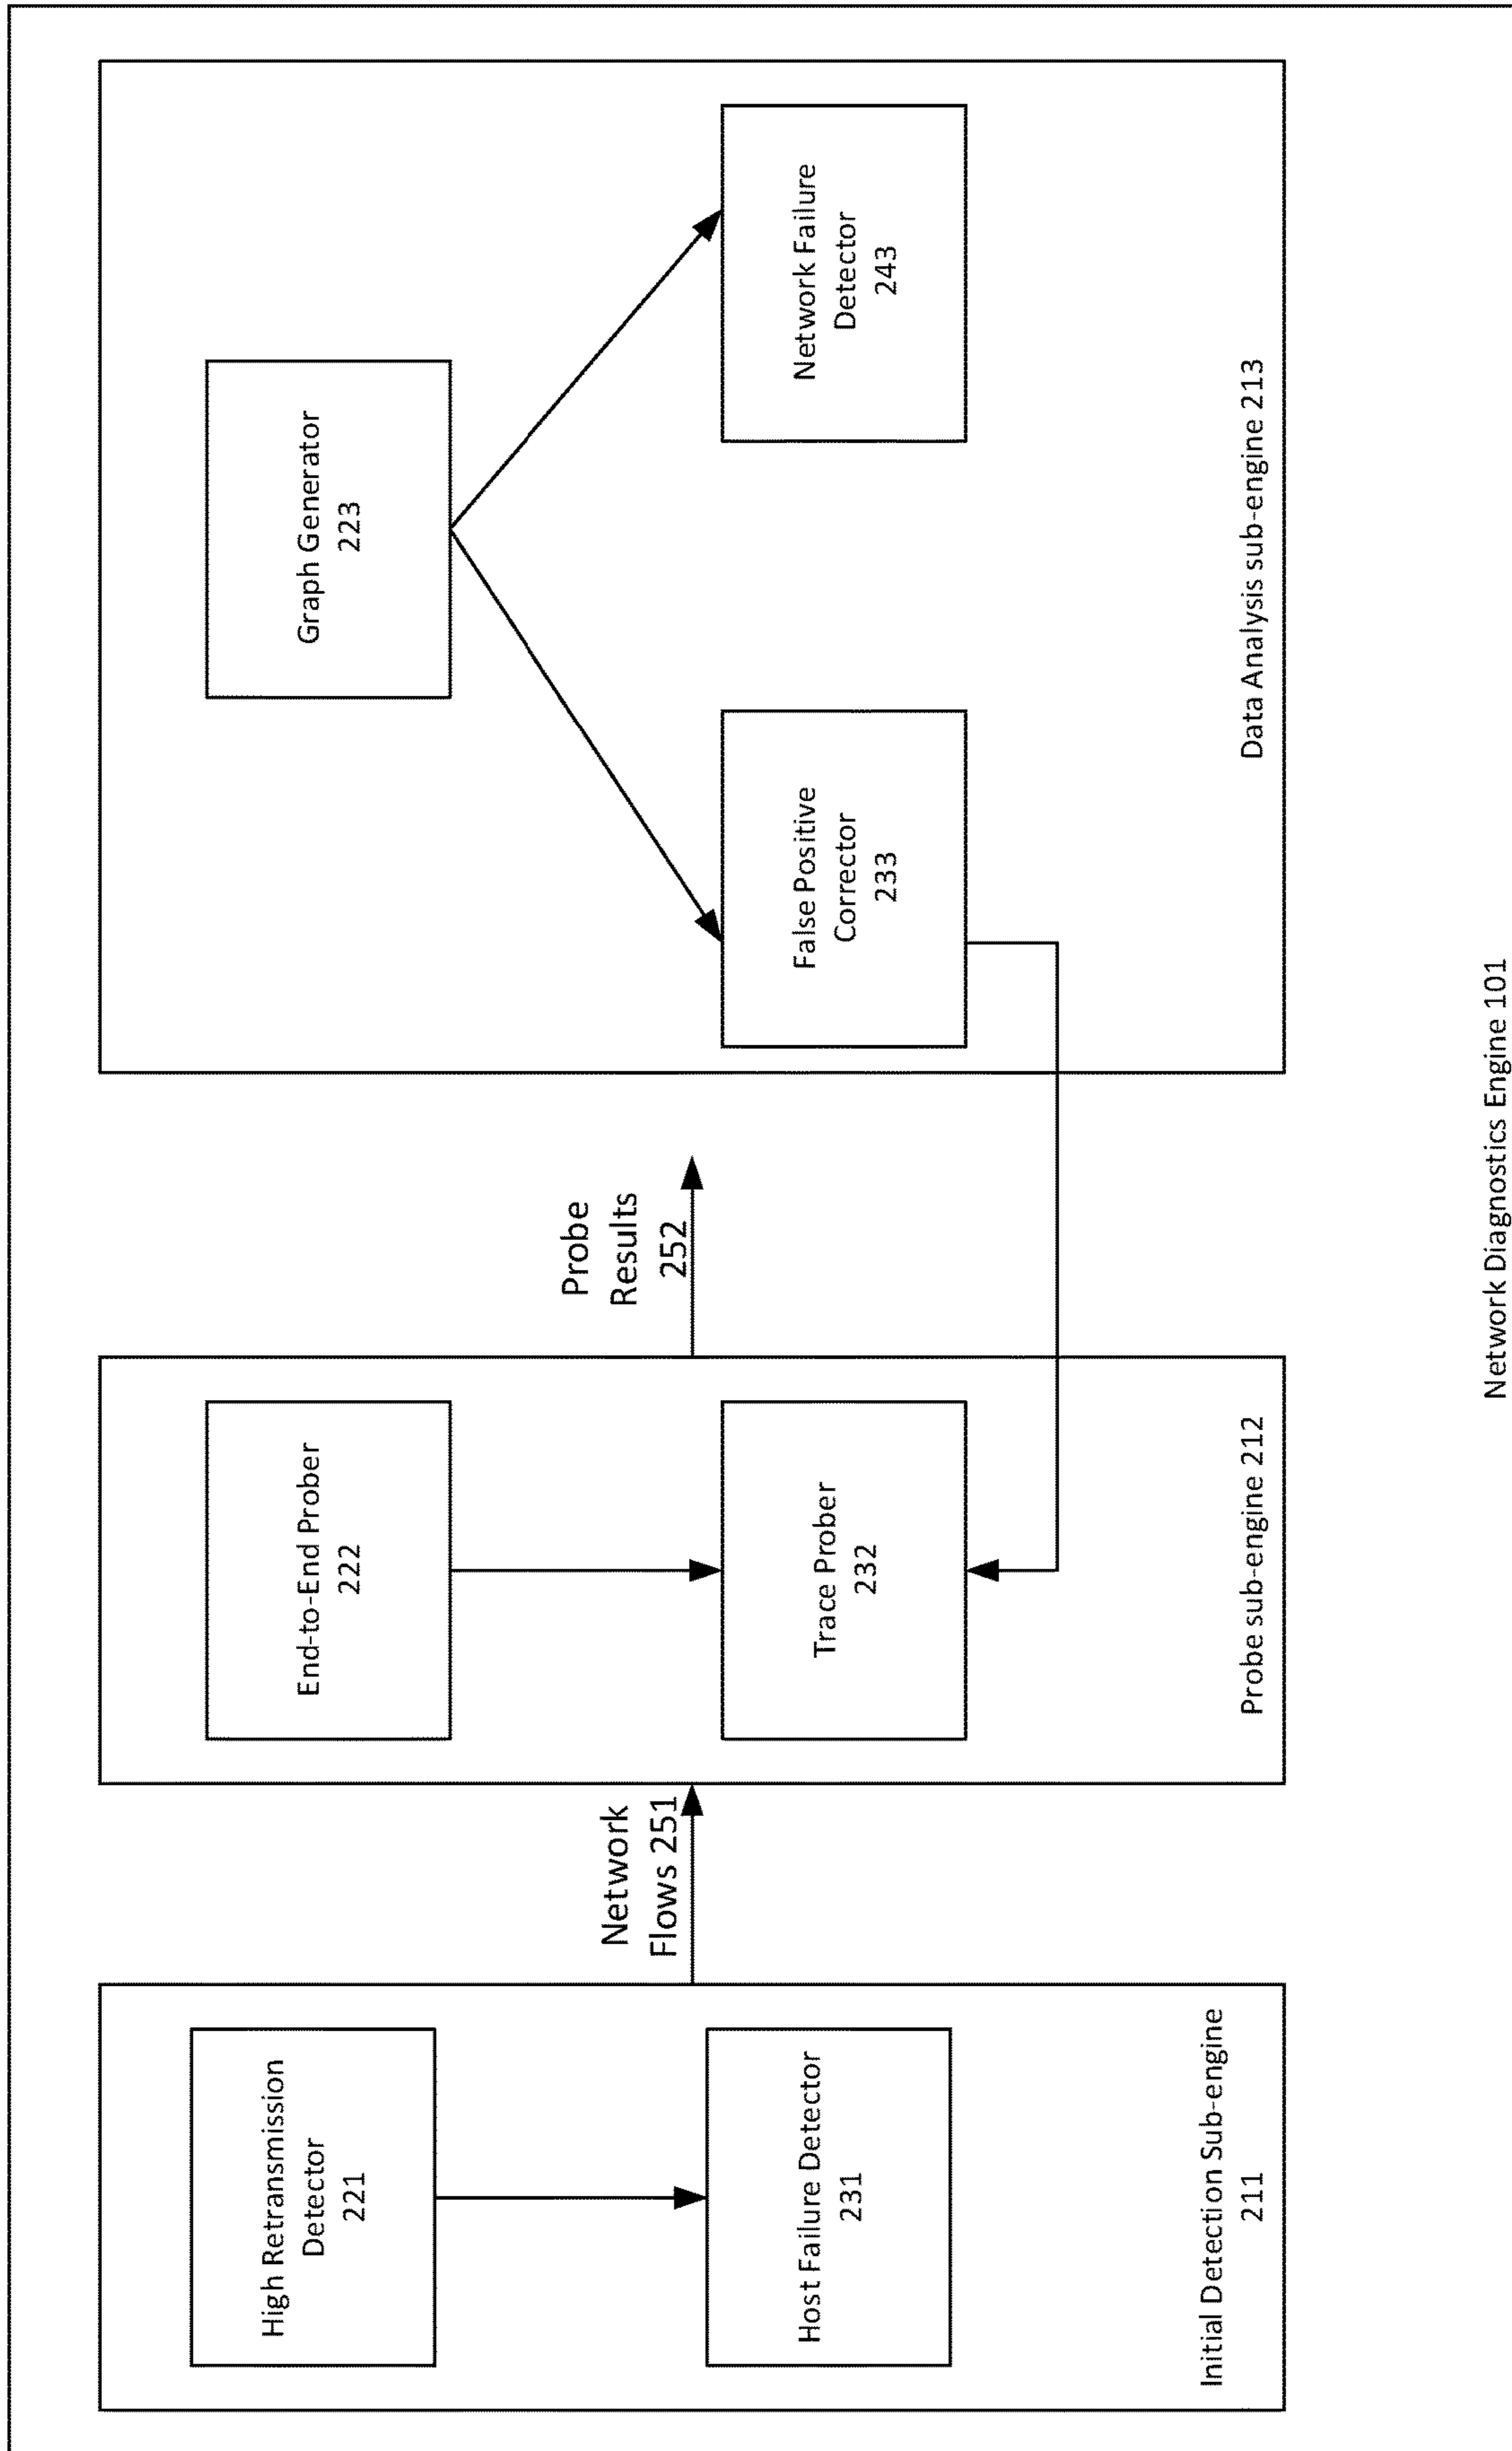 High Retransmission
Detector
221
Host Failure Detector
231
Initial Detection Sub-engine
211
Network
Flows 251
End-to-End Prober
222
Trace Prober
232
Probe sub-engine 212
Probe
Results
252
Graph Generator
223
False Positive
Corrector
233
Network Failure
Detector
243
Data Analysis sub-engine 213
Network Diagnostics Engine 101